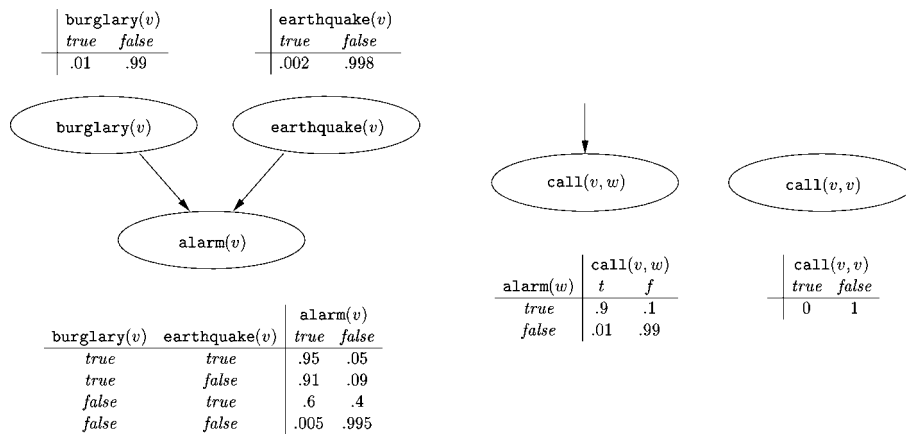 burglary(v)
true false
.01 .99
earthquake(v)
true false
.002 .998
burglary(v)
earthquake(v)
alarm(v)
alarm(v)
burglary(v) earthquake(v) true false
true true .95 .05
true false .91 .09
false true .6 .4
false false .005 .995
call(v, w)
call(v, w)
alarm(w) t f
true .9 .1
false .01 .99
call(v, v)
call(v, v)
true false
0 1